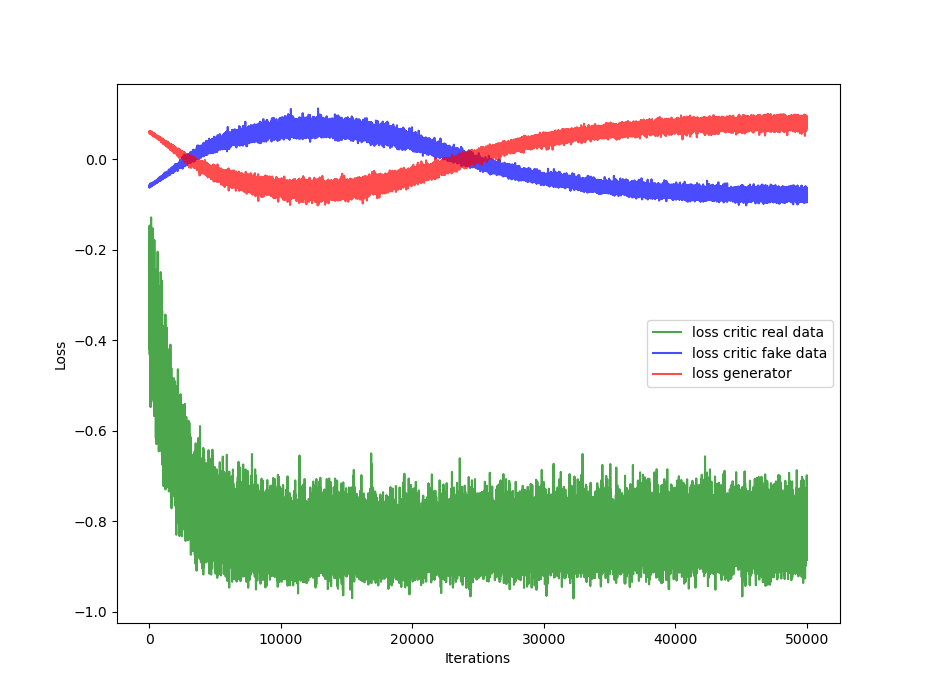 0.0
−0.2
−0.4
−0.6
−0.8
−1.0
Loss
loss critic real data
loss critic fake data
loss generator
0 10000 20000 30000 40000 50000
Iterations